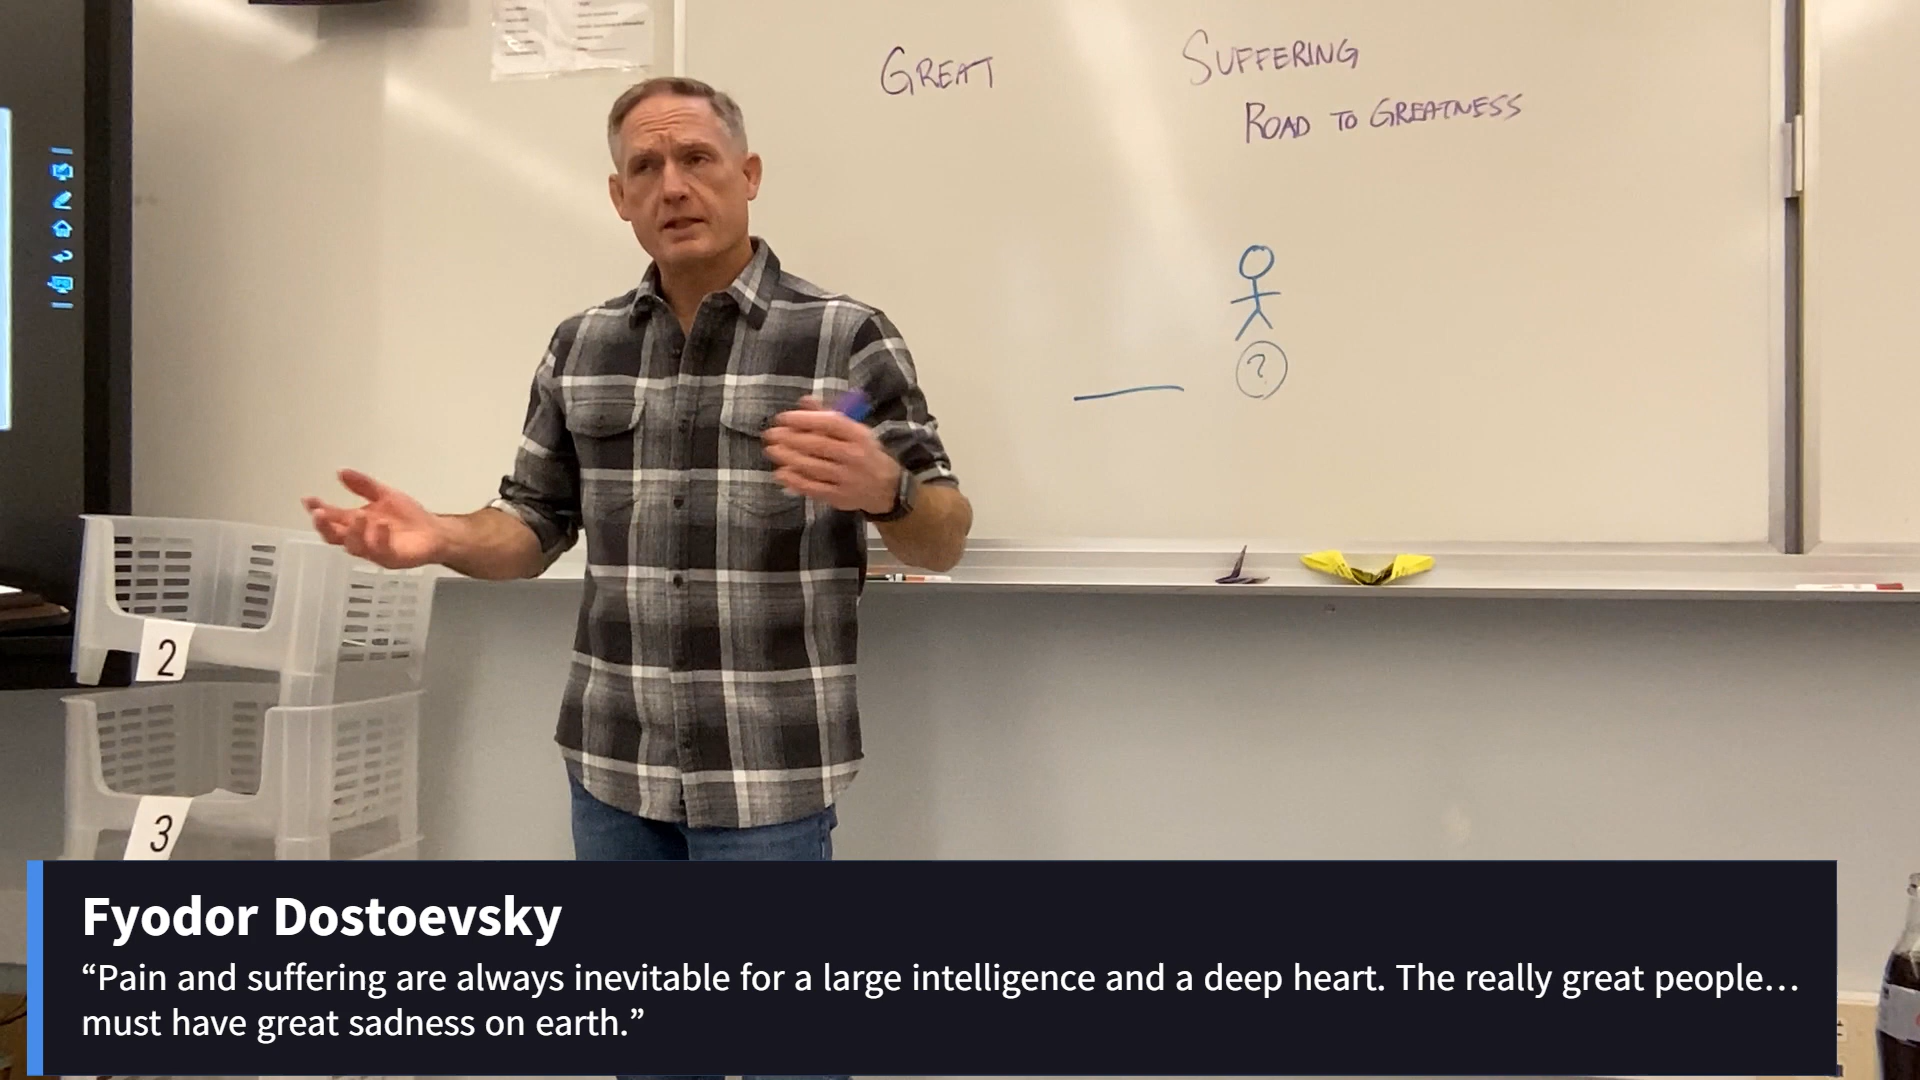 GREAT
SUFFERING
ROAD TO GREATNESS
?
2
3
Fyodor Dostoevsky
“Pain and suffering are always inevitable for a large intelligence and a deep heart. The really great people…
must have great sadness on earth.”